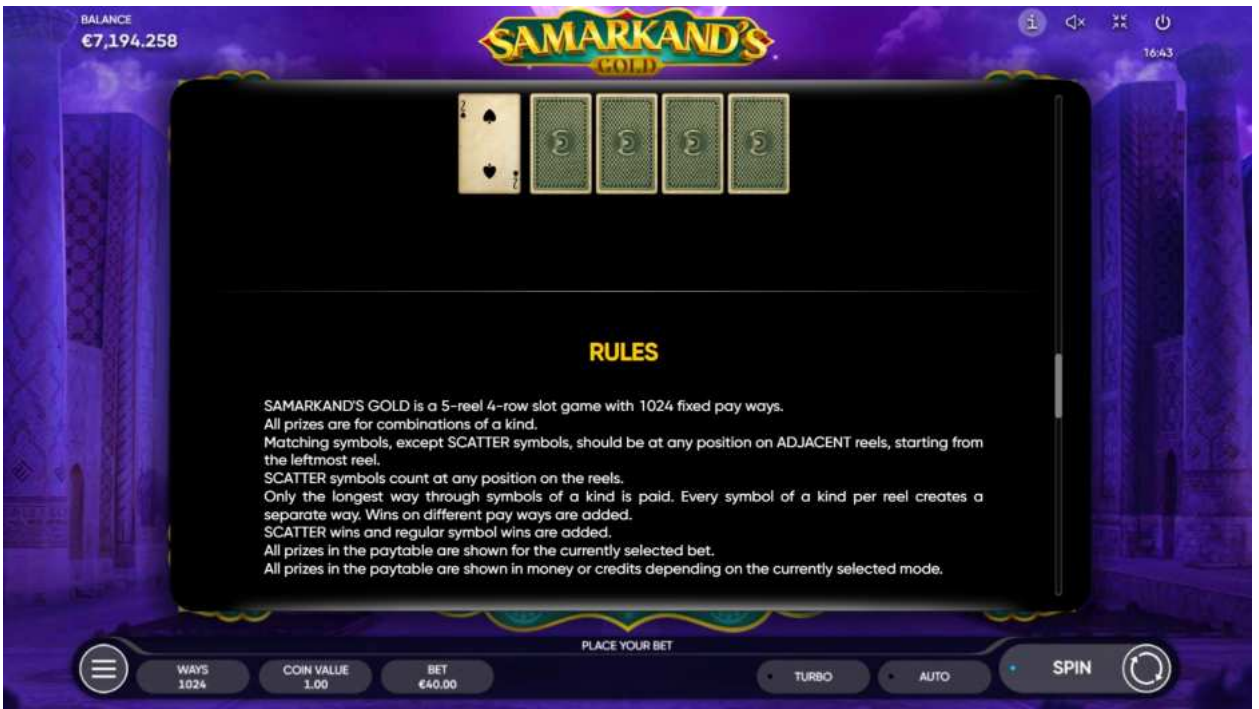 BALANCE
€7,194.258
SAMARKAND'S
GOLD
16:43
2
2
RULES
SAMARKAND'S GOLD is a 5-reel 4-row slot game with 1024 fixed pay ways.
All prizes are for combinations of a kind.
Matching symbols, except SCATTER symbols, should be at any position on ADJACENT reels, starting from
the leftmost reel.
SCATTER symbols count at any position on the reels.
Only the longest way through symbols of a kind is paid. Every symbol of a kind per reel creates a
separate way. Wins on different pay ways are added.
SCATTER wins and regular symbol wins are added.
All prizes in the paytable are shown for the currently selected bet.
All prizes in the paytable are shown in money or credits depending on the currently selected mode.
PLACE YOUR BET
WAYS
1024
COIN VALUE
1.00
BET
€40.00
TURBO
AUTO
SPIN